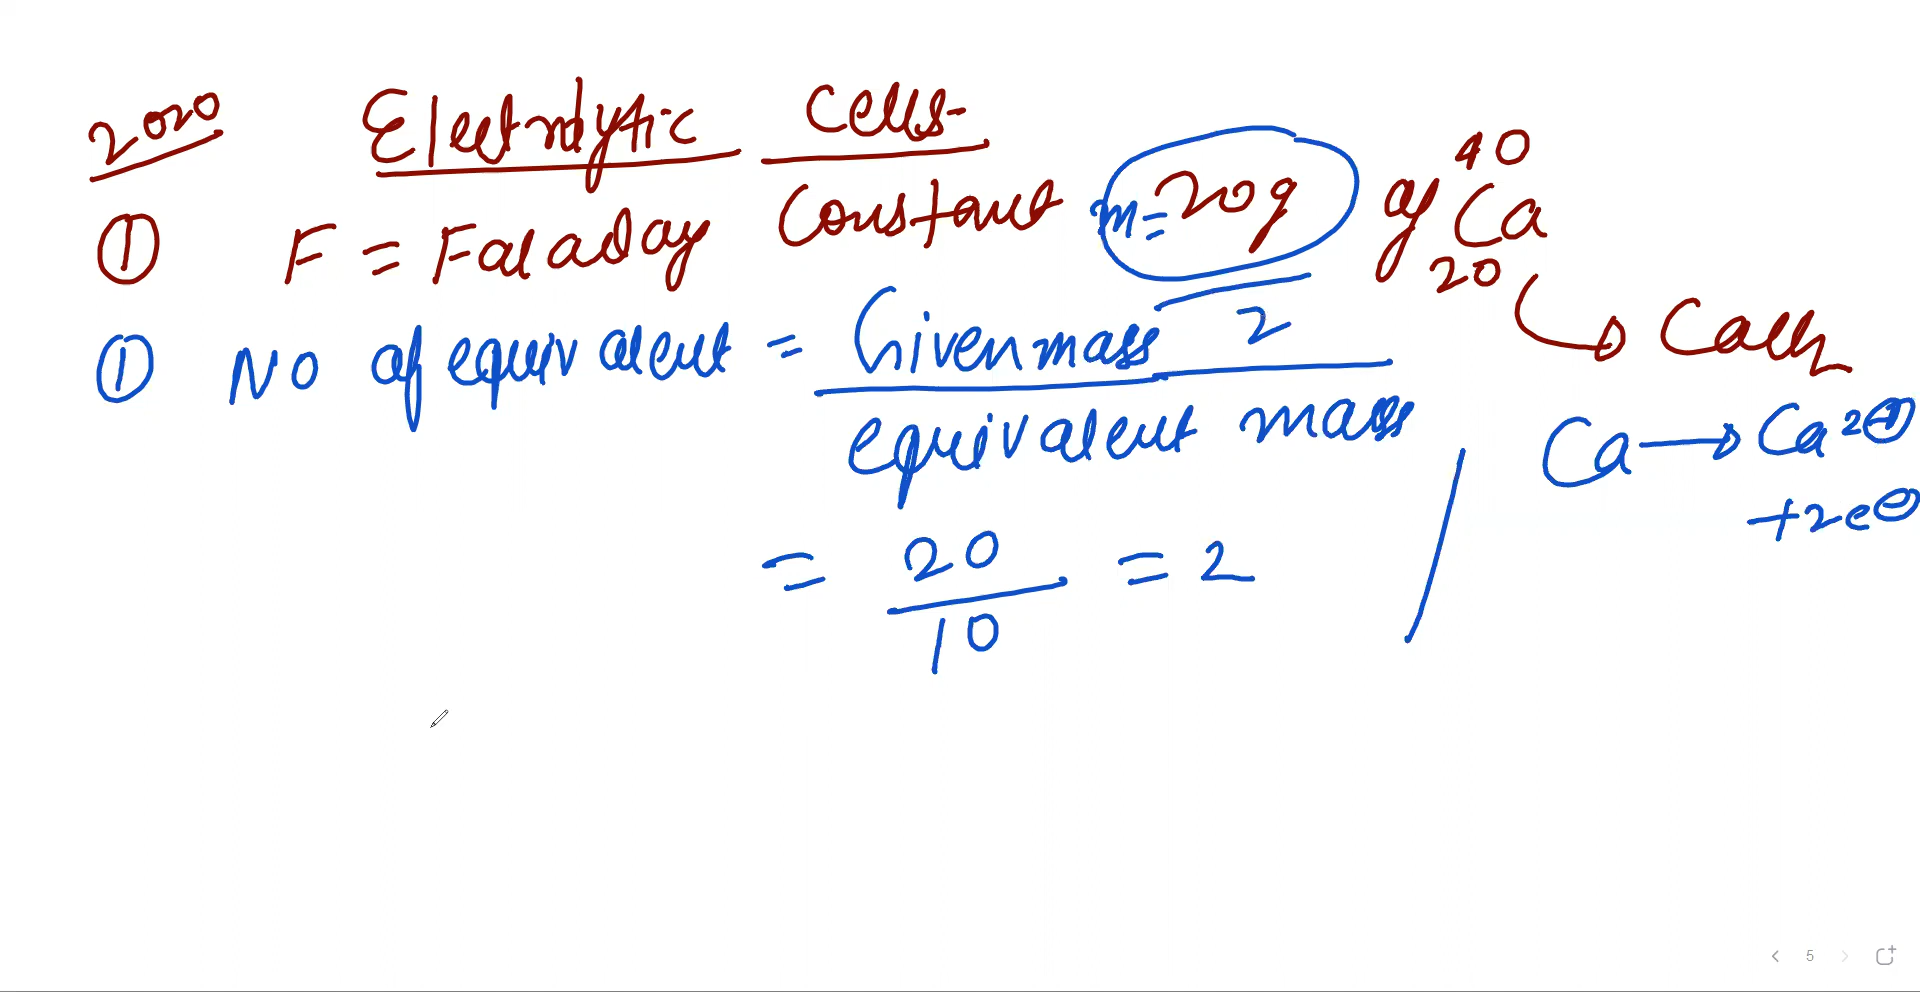 2020 Electrolytic Cells-
① F = Faraday Constant m=20g of 40 Ca 20
① No of equivalent = Given mass 2
equivalent mass
Ca → Ca2⊕
+2e⊖
= 20 = 2
10
5